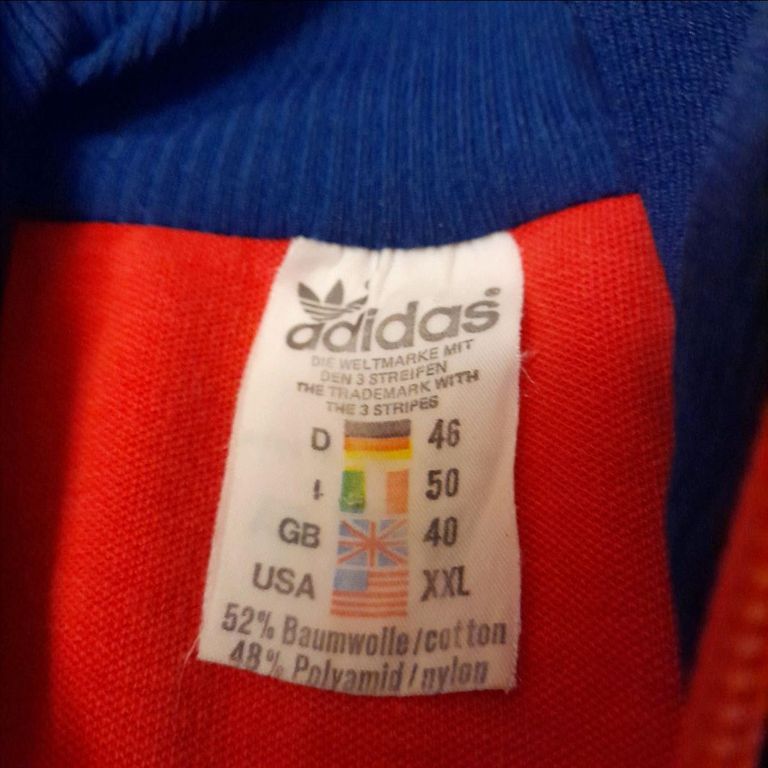 adidas®
DIE WELTMARKE MIT
DEN 3 STREIFEN
THE TRADEMARK WITH
THE 3 STRIPES
D 46
I 50
GB 40
USA XXL
52% Baumwolle/cotton
48% Polyamid/nylon